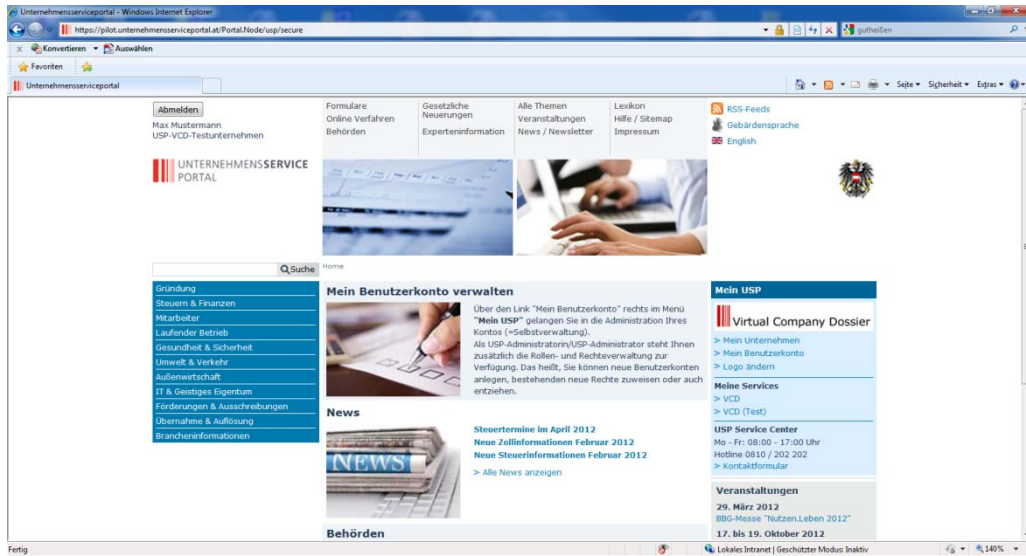 Unternehmensserviceportal - Windows Internet Explorer
https://pilot.unternehmensserviceportal.at/Portal.Node/usp/secure
gutheißen
x Konvertieren Auswählen
Favoriten
Unternehmensserviceportal
Seite Sicherheit Extras
Abmelden
Max Mustermann
USP-VCD-Testunternehmen
UNTERNEHMENSSERVICE
PORTAL
Formulare
Online Verfahren
Behörden
Gesetzliche
Neuerungen
Experteninformation
Alle Themen
Veranstaltungen
News / Newsletter
Lexikon
Hilfe / Sitemap
Impressum
RSS-Feeds
Gebärdensprache
English
Suche
Home
Gründung
Steuern & Finanzen
Mitarbeiter
Laufender Betrieb
Gesundheit & Sicherheit
Umwelt & Verkehr
Außenwirtschaft
IT & Geistiges Eigentum
Förderungen & Ausschreibungen
Übernahme & Auflösung
Brancheninformationen
Mein Benutzerkonto verwalten
Über den Link "Mein Benutzerkonto" rechts im Menü
"Mein USP" gelangen Sie in die Administration Ihres
Kontos (=Selbstverwaltung).
Als USP-Administratorin/USP-Administrator steht Ihnen
zusätzlich die Rollen- und Rechteverwaltung zur
Verfügung. Das heißt, Sie können neue Benutzerkonten
anlegen, bestehenden neue Rechte zuweisen oder auch
entziehen.
News
NEWS
Steuertermine im April 2012
Neue Zollinformationen Februar 2012
Neue Steuerinformationen Februar 2012
> Alle News anzeigen
Behörden
Mein USP
Virtual Company Dossier
> Mein Unternehmen
> Mein Benutzerkonto
> Logo ändern
Meine Services
> VCD
> VCD (Test)
USP Service Center
Mo - Fr: 08:00 - 17:00 Uhr
Hotline 0810 / 202 202
> Kontaktformular
Veranstaltungen
29. März 2012
BBG-Messe "Nutzen.Leben 2012"
17. bis 19. Oktober 2012
Fertig
Lokales Intranet | Geschützter Modus: Inaktiv
140%